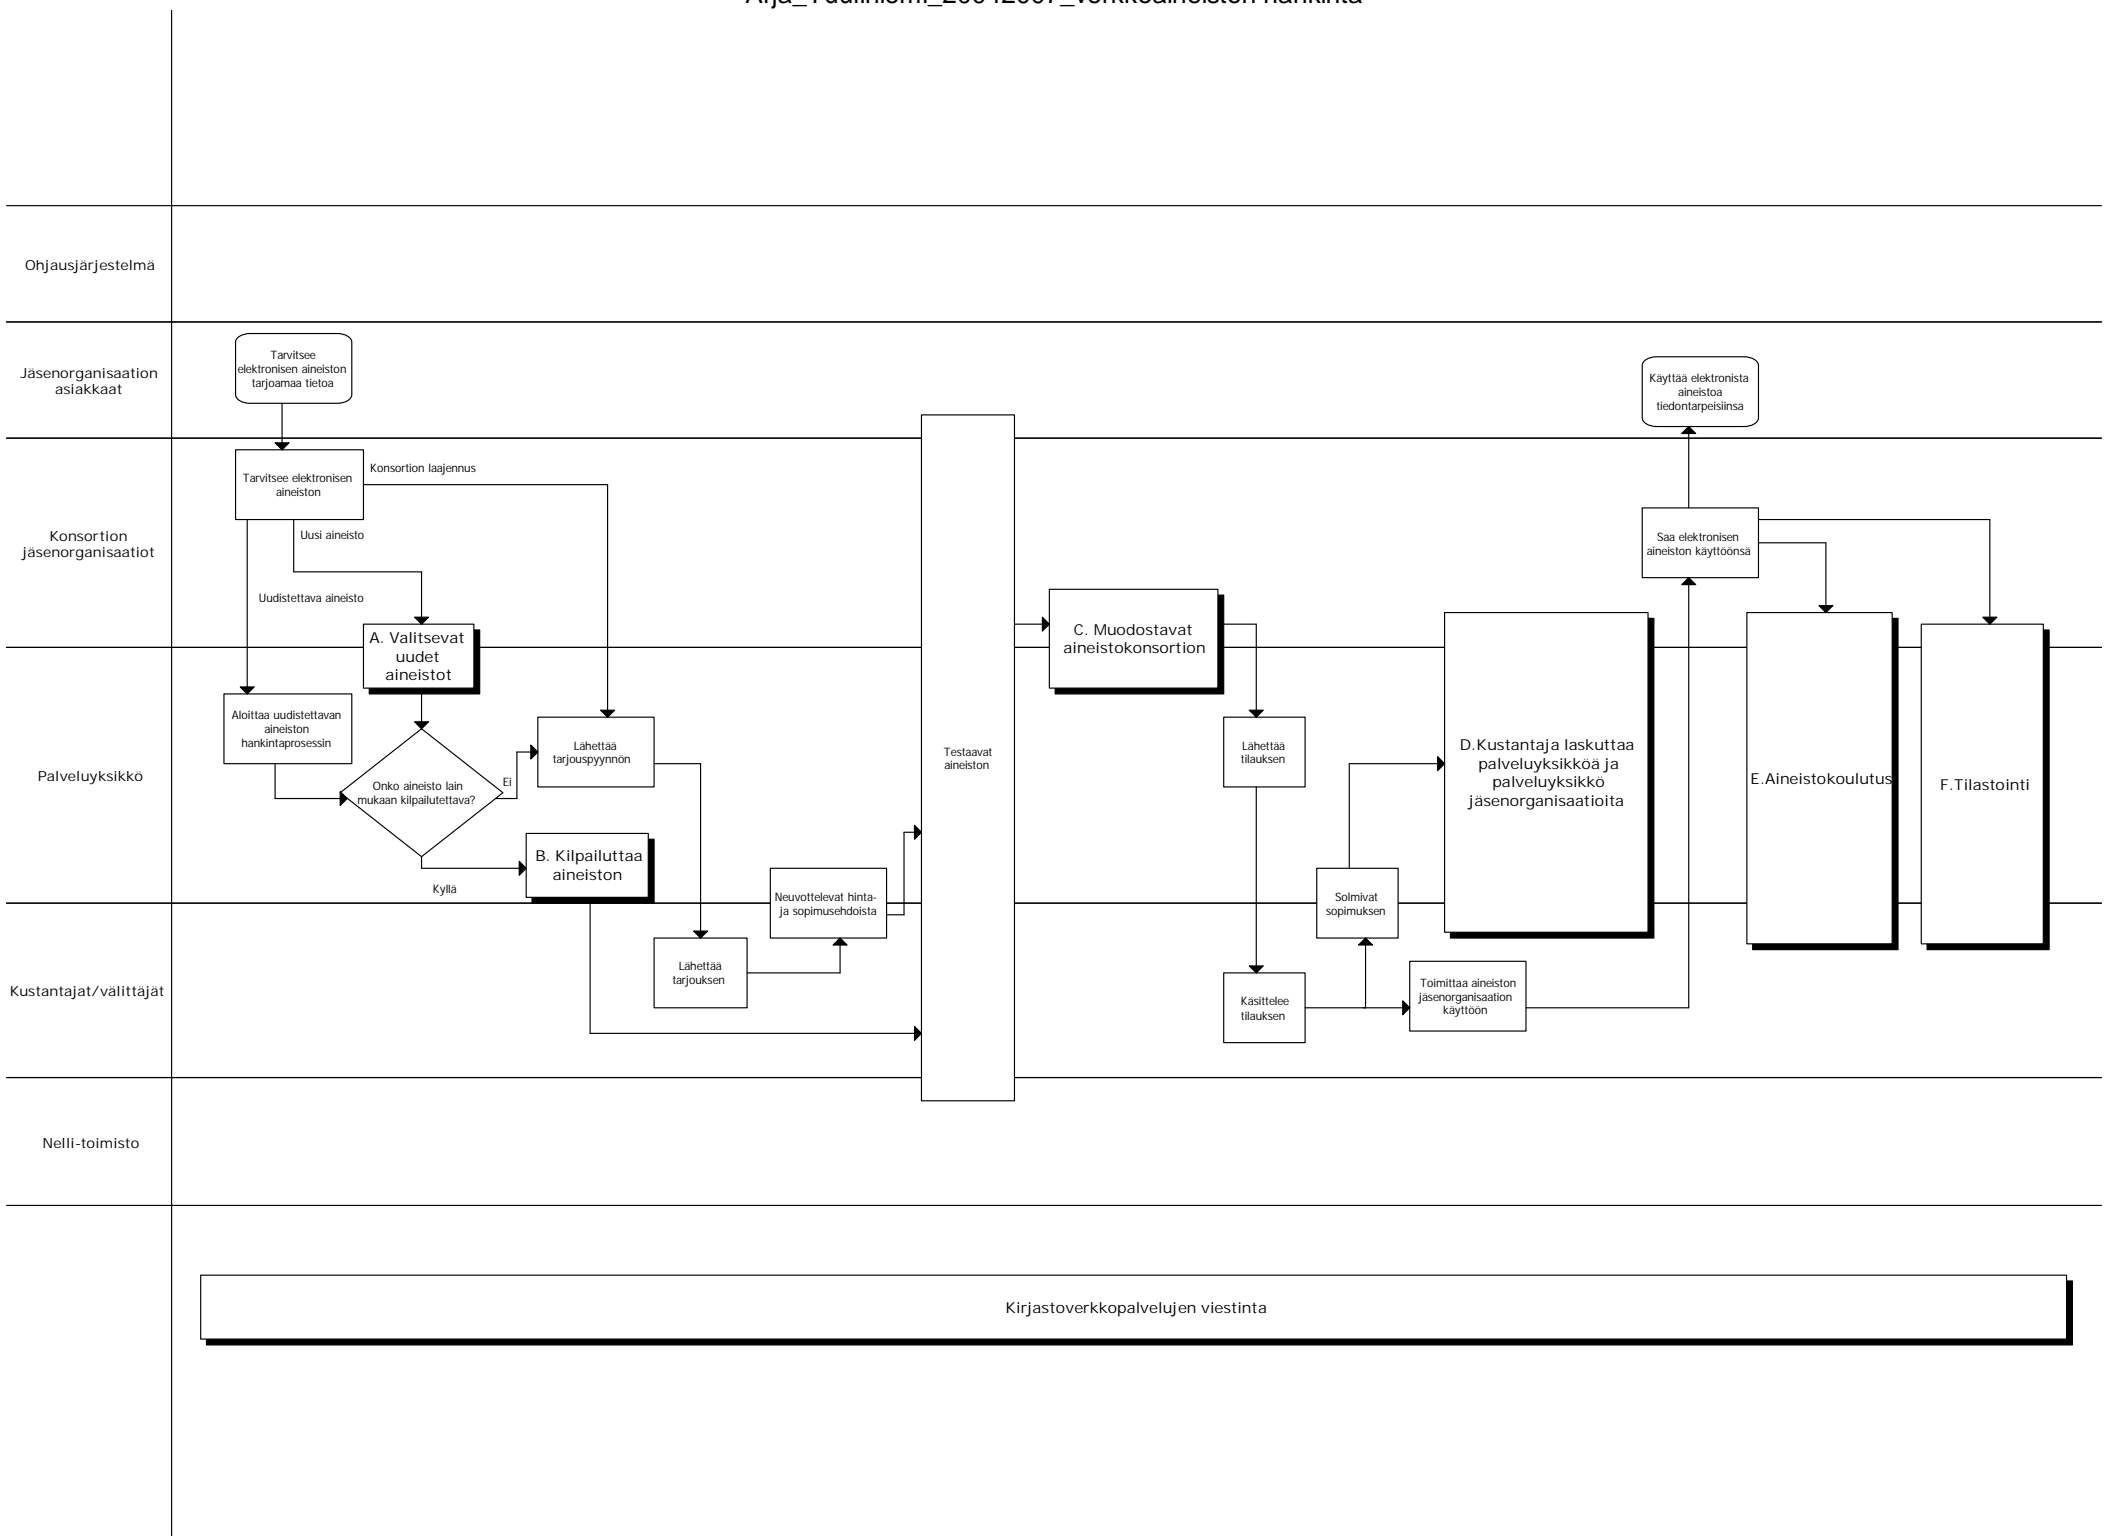 Ohjausjärjestelmä
Jäsenorganisaation
asiakkaat
Tarvitsee
elektronisen aineiston
tarjoamaa tietoa
Käyttää elektronista
aineistoa
tiedontarpeisiinsa
Konsortion
jäsenorganisaatiot
Tarvitsee elektronisen
aineiston
Konsortion laajennus
Uusi aineisto
Uudistettava aineisto
Saa elektronisen
aineiston käyttöönsä
A. Valitsevat
uudet
aineistot
C. Muodostavat
aineistokonsortion
Palveluyksikkö
Aloittaa uudistettavan
aineiston
hankintaprosessin
Onko aineisto lain
mukaan kilpailutettava?
Ei
Kyllä
Lähettää
tarjouspyynnön
B. Kilpailuttaa
aineiston
Testaavat
aineiston
Lähettää
tilauksen
D.Kustantaja laskuttaa
palveluyksikköä ja
palveluyksikkö
jäsenorganisaatioita
E.Aineistokoulutus
F.Tilastointi
Neuvottelevat hinta-
ja sopimusehdoista
Solmivat
sopimuksen
Kustantajat/välittäjät
Lähettää
tarjouksen
Käsittelee
tilauksen
Toimittaa aineiston
jäsenorganisaation
käyttöön
Nelli-toimisto
Kirjastoverkkopalvelujen viestintä